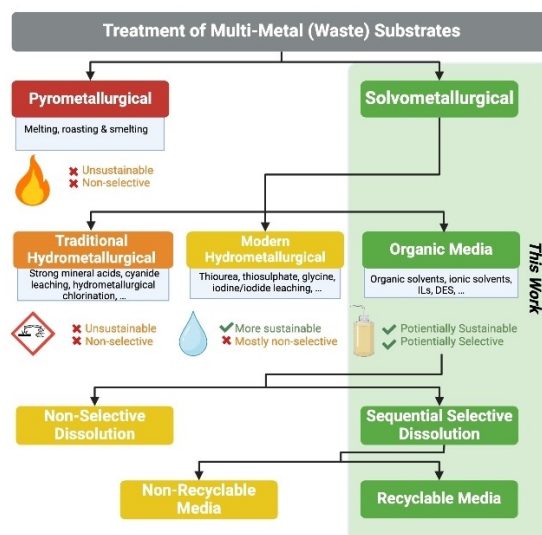 Treatment of Multi-Metal (Waste) Substrates
Pyrometallurgical
Solvometallurgical
Melting, roasting & smelting
Unsustainable
Non-selective
Traditional
Hydrometallurgical
Strong mineral acids, cyanide
leaching, hydrometallurgical
chlorination, ...
Modern
Hydrometallurgical
Thiourea, thiosulphate, glycine,
iodine/iodide leaching, ...
Organic Media
Organic solvents, ionic solvents,
ILs, DES, ...
This Work
Unsustainable
Non-selective
More sustainable
Mostly non-selective
Potientially Sustainable
Potientially Selective
Non-Selective
Dissolution
Sequential Selective
Dissolution
Non-Recyclable
Media
Recyclable Media